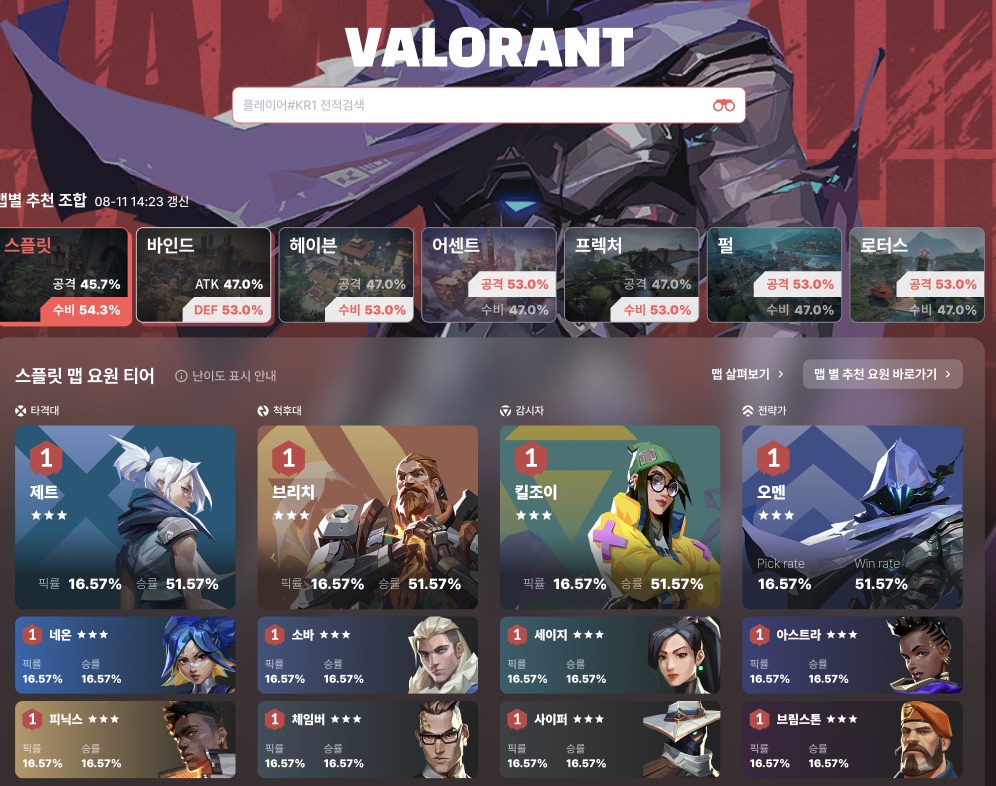 VALORANT
플레이어#KR1 전적검색
맵별 추천 조합 08-11 14:23 갱신
스플릿 바인드 헤이븐 어센트 프렉처 펄 로터스
공격 45.7% ATK 47.0% 공격 47.0% 공격 53.0% 공격 47.0% 공격 53.0% 공격 53.0%
수비 54.3% DEF 53.0% 수비 53.0% 수비 47.0% 수비 53.0% 수비 47.0% 수비 47.0%
스플릿 맵 요원 티어 난이도 표시 안내 맵 살펴보기 > 맵 별 추천 요원 바로가기 >
타격대 척후대 감시자 전략가
1 1 1 1
제트 브리치 킬조이 오멘
★★★ ★★★ ★★★ ★★★
Pick rate Win rate
픽률 16.57% 승률 51.57% 픽률 16.57% 승률 51.57% 픽률 16.57% 승률 51.57% 16.57% 51.57%
1 네온 ★★★ 1 소바 ★★★ 1 세이지 ★★★ 1 아스트라 ★★★
픽률 승률 픽률 승률 픽률 승률 픽률 승률
16.57% 16.57% 16.57% 16.57% 16.57% 16.57% 16.57% 16.57%
1 피닉스 ★★★ 1 체임버 ★★★ 1 사이퍼 ★★★ 1 브림스톤 ★★★
픽률 승률 픽률 승률 픽률 승률 픽률 승률
16.57% 16.57% 16.57% 16.57% 16.57% 16.57% 16.57% 16.57%